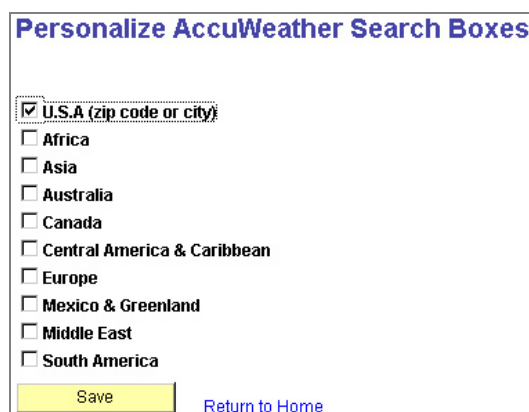 Personalize AccuWeather Search Boxes
U.S.A (zip code or city)
Africa
Asia
Australia
Canada
Central America & Caribbean
Europe
Mexico & Greenland
Middle East
South America
Save
Return to Home